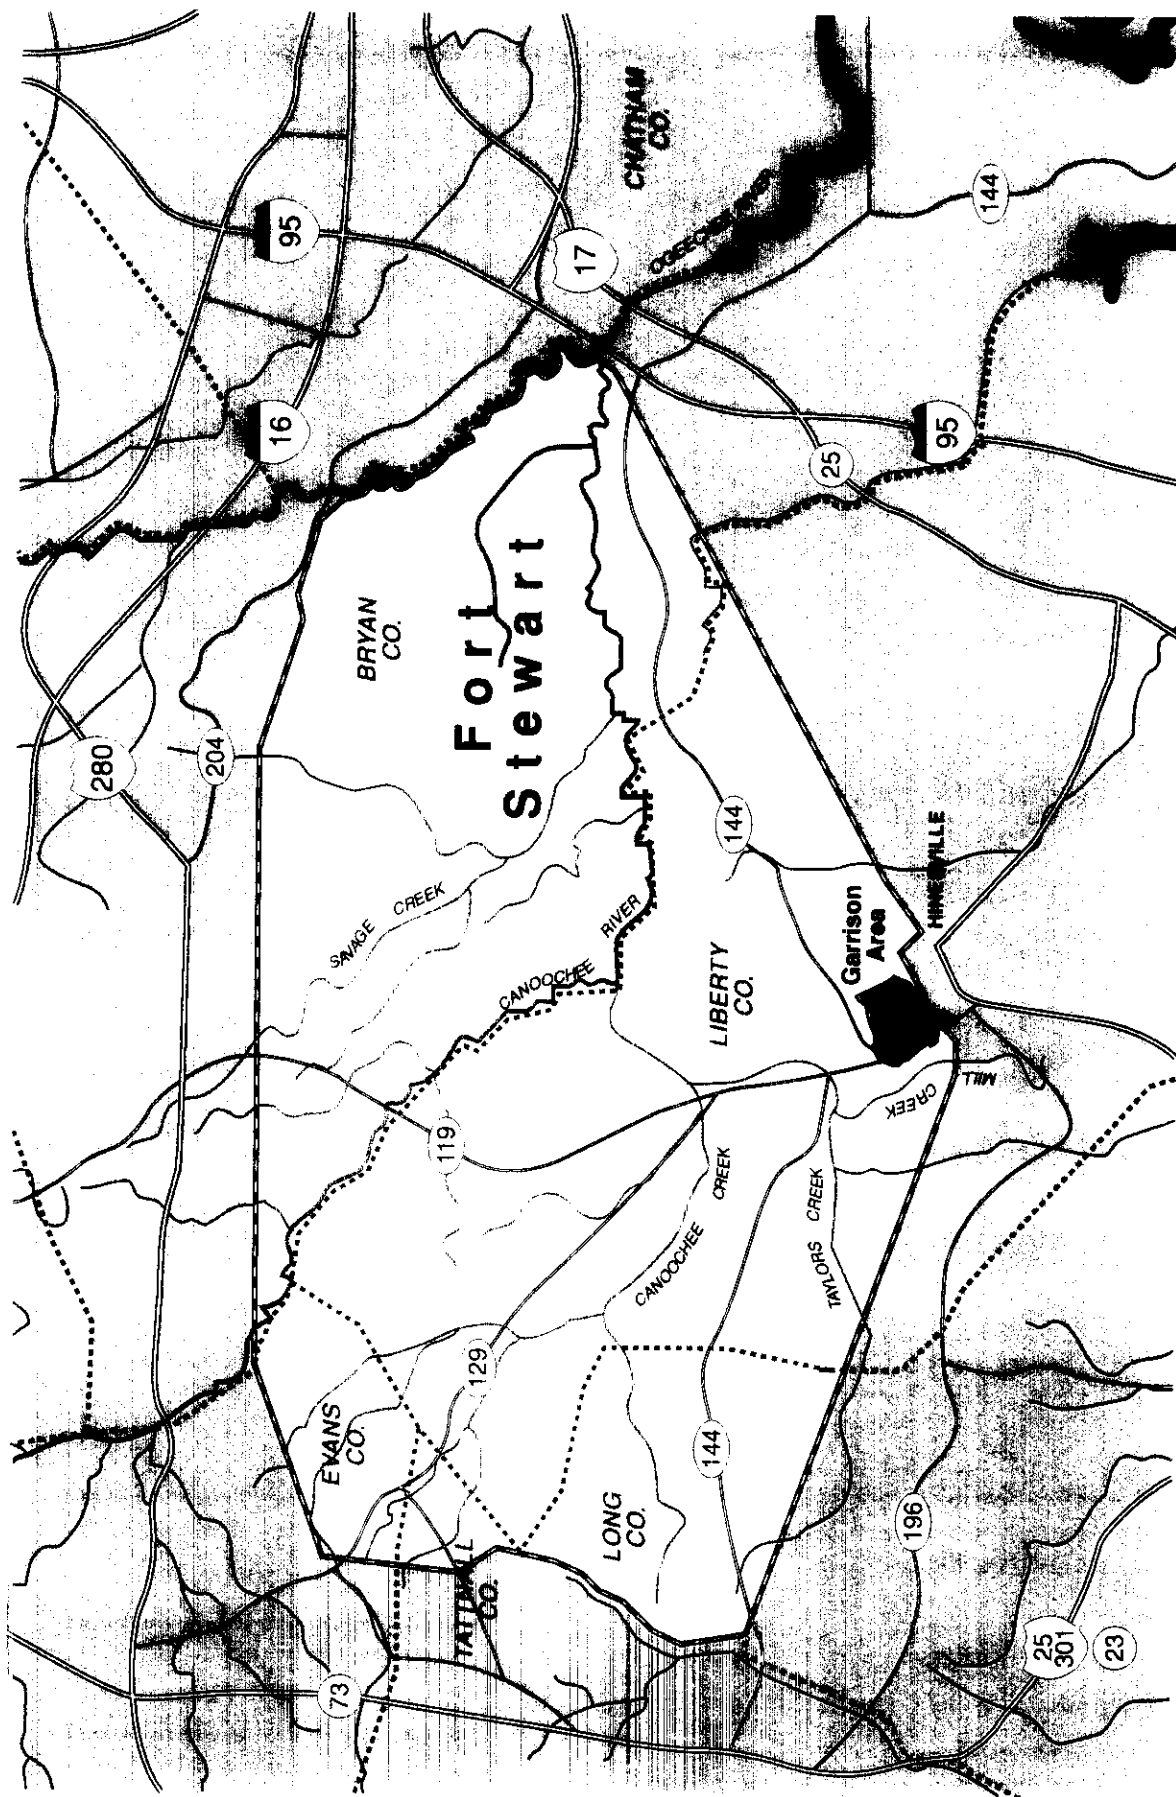 280
204
16
95
73
EVANS
CO.
SAVAGE CREEK
BRYAN
CO.
119
129
TATTNALL
CO.
Fort
Stewart
CANOOCHEE RIVER
17
LONG
CO.
CANOOCHEE CREEK
CHATHAM
CO.
OGEECHEE
144
LIBERTY
CO.
144
TAYLORS CREEK
25
Garrison
Area
MILL CREEK
HINESVILLE
196
95
144
25
301
23